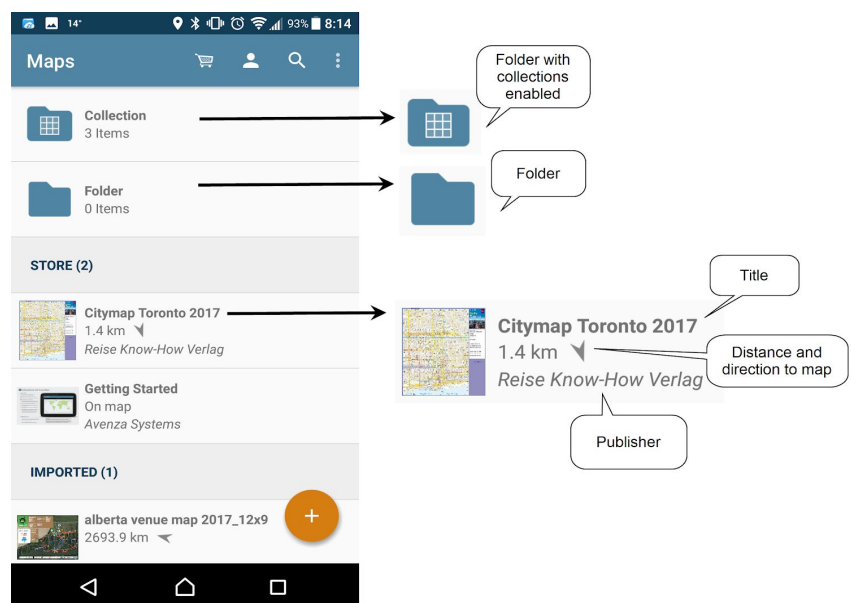 14°
93%
8:14
Maps
Collection
3 Items
Folder
0 Items
STORE (2)
Citymap Toronto 2017
1.4 km
Reise Know-How Verlag
Getting Started
On map
Avenza Systems
IMPORTED (1)
alberta venue map 2017_12x9
2693.9 km
+
Folder with
collections
enabled
Folder
Title
Citymap Toronto 2017
1.4 km
Reise Know-How Verlag
Distance and
direction to map
Publisher